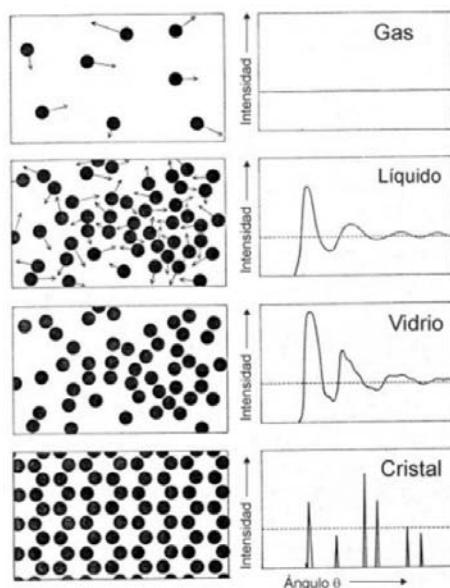 Intensidad
Gas
Intensidad
Líquido
Intensidad
Vidrio
Intensidad
Cristal
Ángulo θ